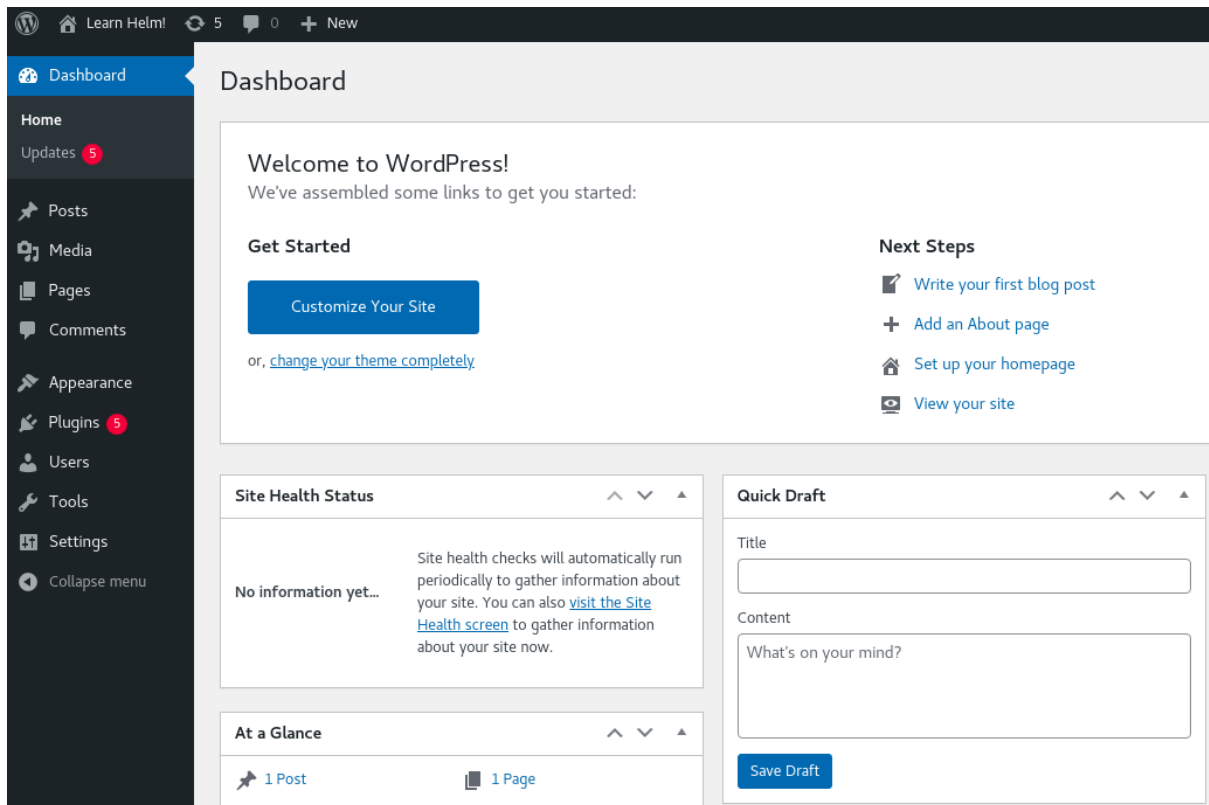 Learn Helm! 5 0 New
Dashboard
Home
Updates 5
Posts
Media
Pages
Comments
Appearance
Plugins 5
Users
Tools
Settings
Collapse menu
Dashboard
Welcome to WordPress!
We've assembled some links to get you started:
Get Started
Customize Your Site
or, change your theme completely
Next Steps
Write your first blog post
Add an About page
Set up your homepage
View your site
Site Health Status
No information yet...
Site health checks will automatically run
periodically to gather information about
your site. You can also visit the Site
Health screen to gather information
about your site now.
At a Glance
1 Post
1 Page
Quick Draft
Title
Content
What's on your mind?
Save Draft